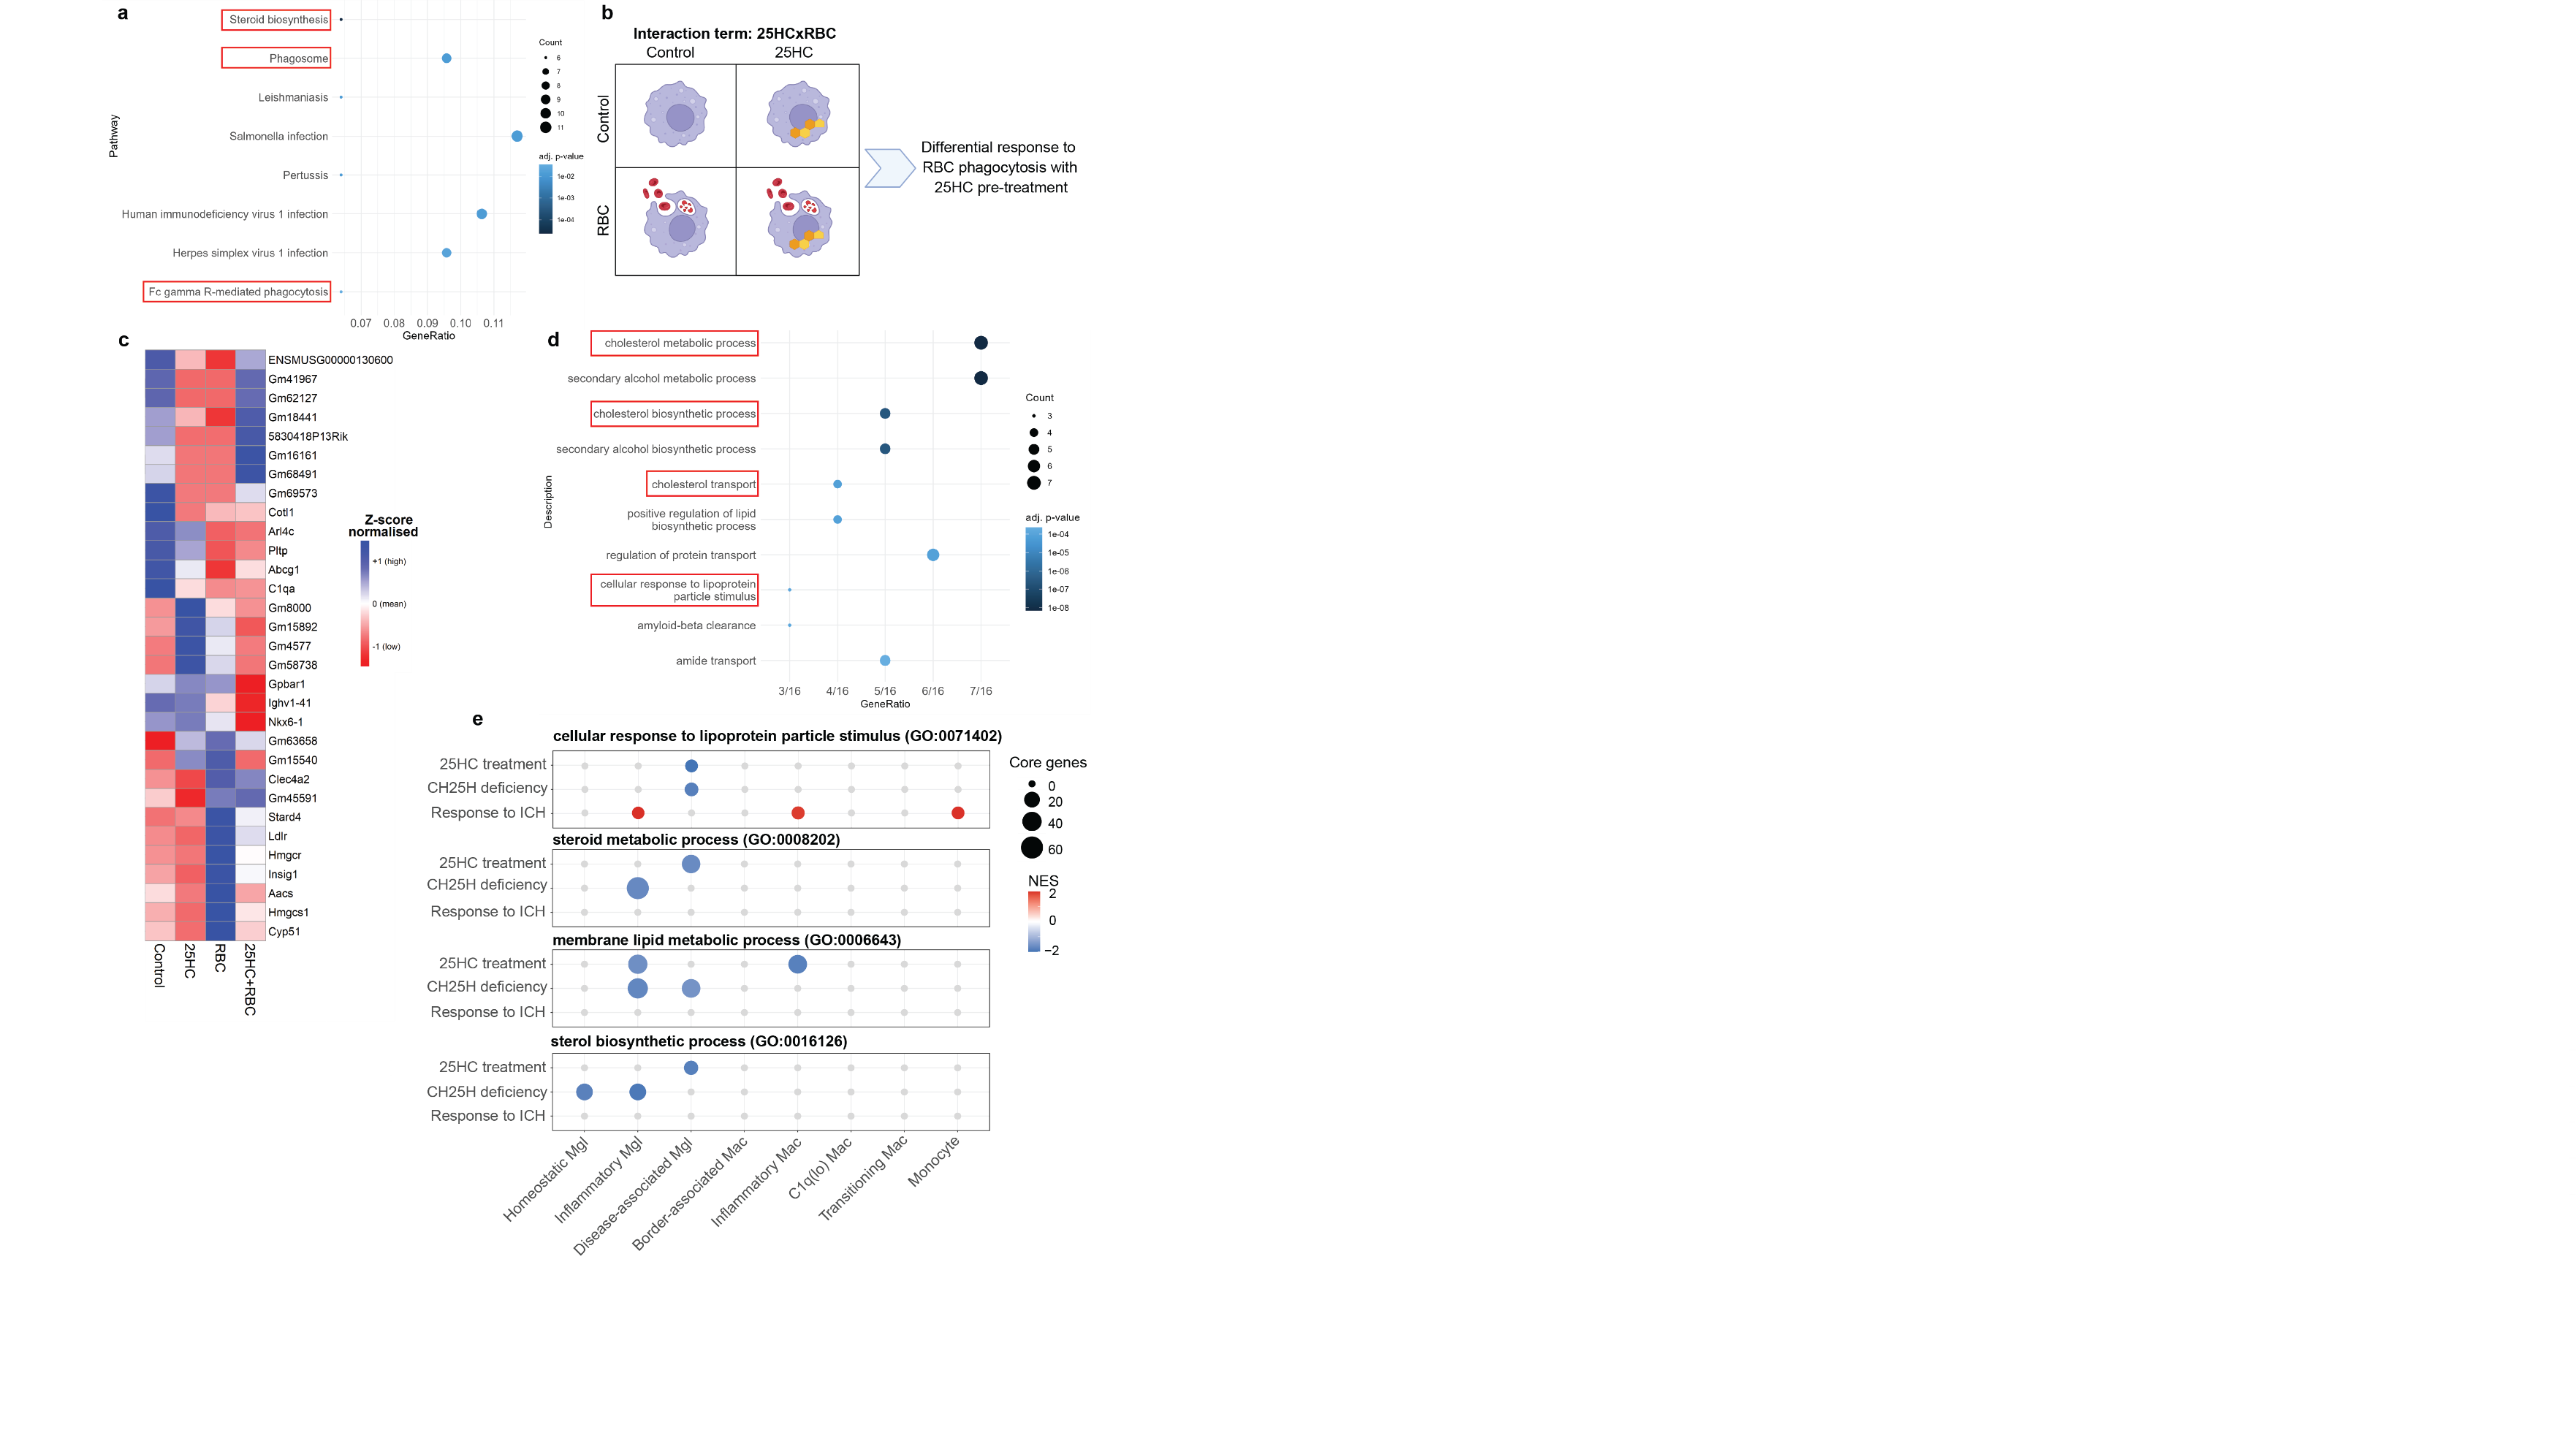 a
Steroid biosynthesis
Phagosome
Leishmaniasis
Salmonella infection
Pertussis
Human immunodeficiency virus 1 infection
Herpes simplex virus 1 infection
Fc gamma R-mediated phagocytosis
Pathway
0.07 0.08 0.09 0.10 0.11
GeneRatio
Count
6
7
8
9
10
11
adj. p-value
1e-02
1e-03
1e-04
b
Interaction term: 25HCxRBC
Control 25HC
Control
RBC
Differential response to
RBC phagocytosis with
25HC pre-treatment
c
ENSMUSG00000130600
Gm41967
Gm62127
Gm18441
5830418P13Rik
Gm16161
Gm68491
Gm69573
Cotl1
Arl4c
Pltp
Abcg1
C1qa
Gm8000
Gm15892
Gm4577
Gm58738
Gpbar1
Ighv1-41
Nkx6-1
Gm63658
Gm15540
Clec4a2
Gm45591
Stard4
Ldlr
Hmgcr
Insig1
Aacs
Hmgcs1
Cyp51
Control
25HC
RBC
25HC+RBC
Z-score
normalised
+1 (high)
0 (mean)
-1 (low)
d
cholesterol metabolic process
secondary alcohol metabolic process
cholesterol biosynthetic process
secondary alcohol biosynthetic process
cholesterol transport
positive regulation of lipid
biosynthetic process
regulation of protein transport
cellular response to lipoprotein
particle stimulus
amyloid-beta clearance
amide transport
Description
3/16 4/16 5/16 6/16 7/16
GeneRatio
Count
3
4
5
6
7
adj. p-value
1e-04
1e-05
1e-06
1e-07
1e-08
e
cellular response to lipoprotein particle stimulus (GO:0071402)
25HC treatment
CH25H deficiency
Response to ICH
steroid metabolic process (GO:0008202)
25HC treatment
CH25H deficiency
Response to ICH
membrane lipid metabolic process (GO:0006643)
25HC treatment
CH25H deficiency
Response to ICH
sterol biosynthetic process (GO:0016126)
25HC treatment
CH25H deficiency
Response to ICH
Homeostatic Mgl
Inflammatory Mgl
Disease-associated Mgl
Border-associated Mac
Inflammatory Mac
C1q(lo) Mac
Transitioning Mac
Monocyte
Core genes
0
20
40
60
NES
2
0
−2